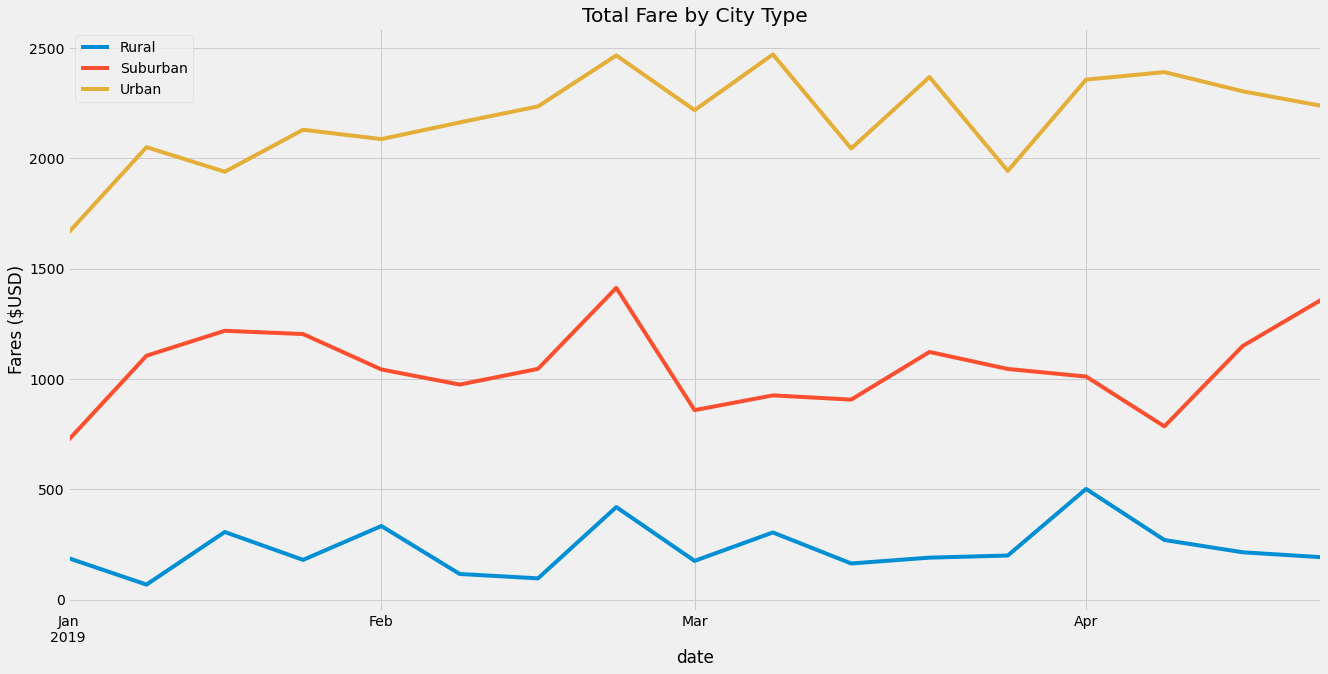 Total Fare by City Type
Rural
Suburban
Urban
Fares ($USD)
2500
2000
1500
1000
500
0
Jan
2019
Feb
Mar
Apr
date